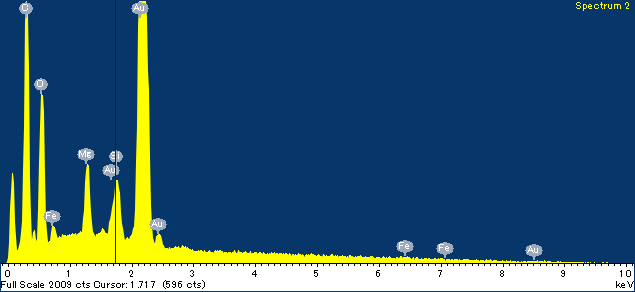 Spectrum 2
O Au
O
Mg Si
Au
Fe Au
Fe Fe Au
0 1 2 3 4 5 6 7 8 9 10
Full Scale 2009 cts Cursor: 1.717 (596 cts) keV